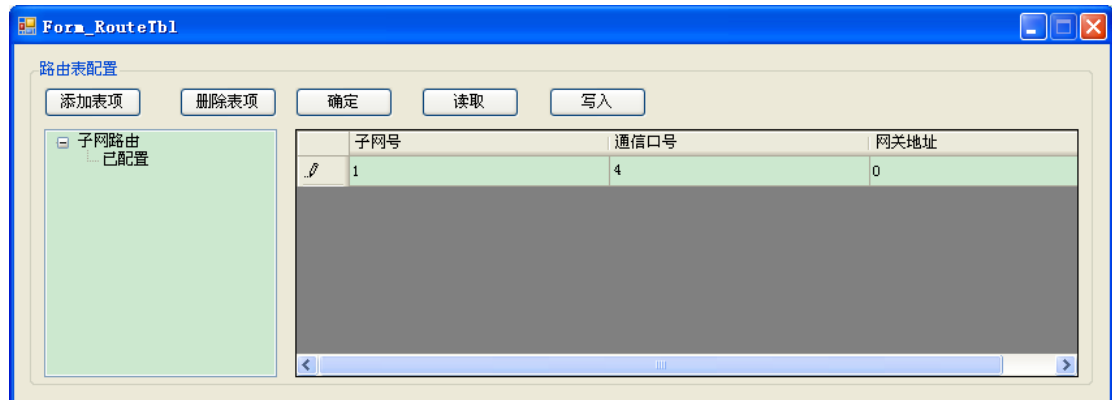 Form_RouteTbl
路由表配置
添加表项 删除表项 确定 读取 写入
子网路由
已配置
子网号 通信口号 网关地址
1 4 0